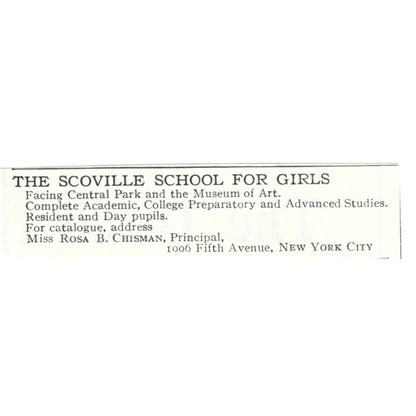 THE SCOVILLE SCHOOL FOR GIRLS
Facing Central Park and the Museum of Art.
Complete Academic, College Preparatory and Advanced Studies.
Resident and Day pupils.
For catalogue, address
Miss Rosa B. Chisman, Principal,
1006 Fifth Avenue, New York City